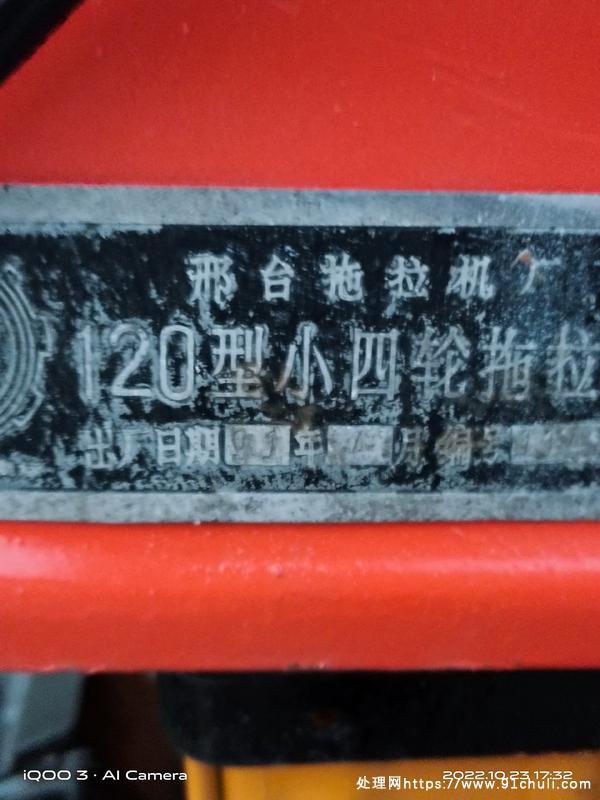 邢台拖拉机厂
120型小四轮拖拉
出厂日期 年 月 编号
iQOO 3 · AI Camera
2022.10.23 17:32
处理网https://www.91chuli.com